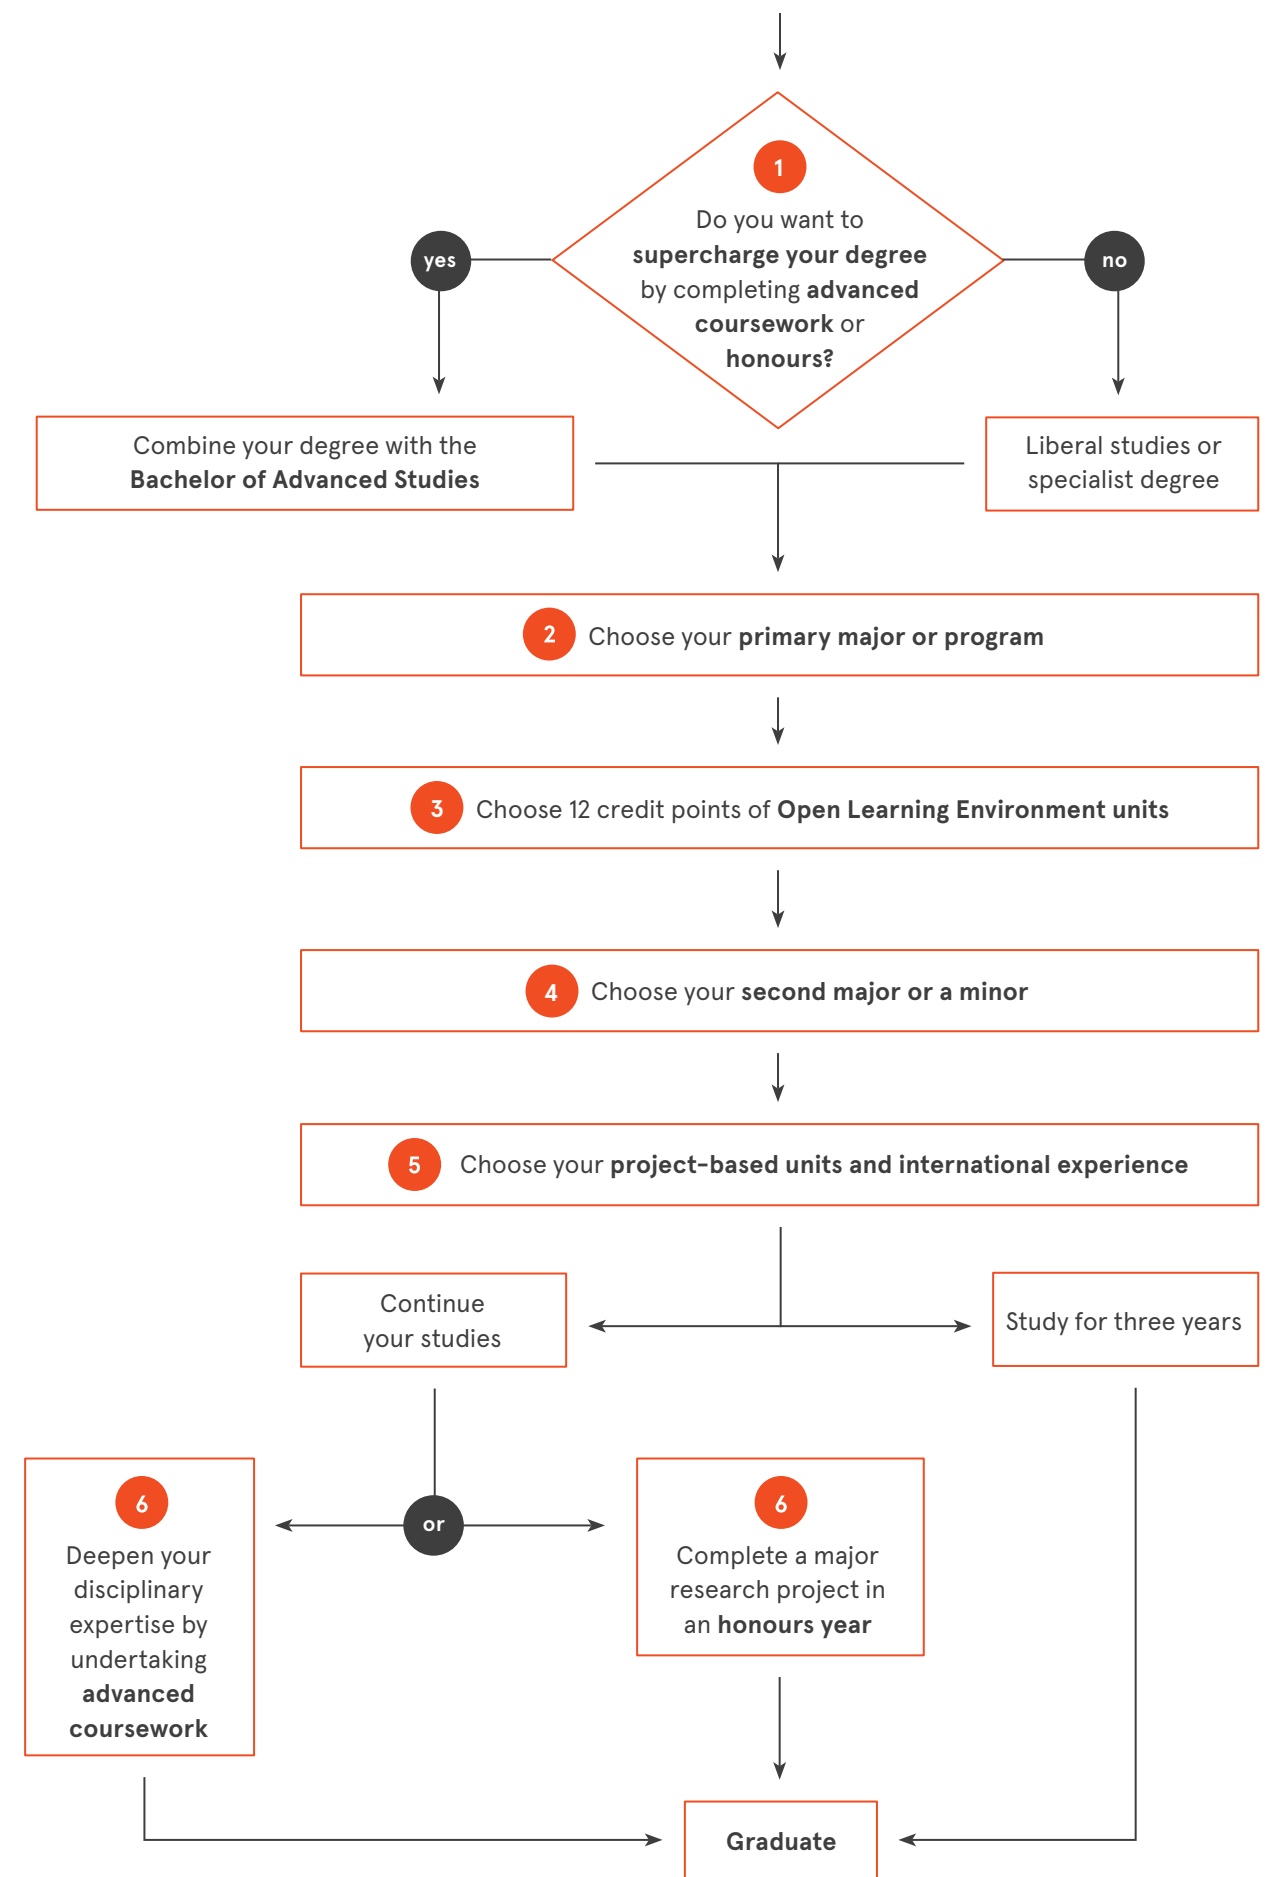 1
Do you want to
supercharge your degree
by completing advanced
coursework or
honours?
yes
no
Combine your degree with the
Bachelor of Advanced Studies
Liberal studies or
specialist degree
2 Choose your primary major or program
3 Choose 12 credit points of Open Learning Environment units
4 Choose your second major or a minor
5 Choose your project-based units and international experience
Continue
your studies
Study for three years
or
6
Deepen your
disciplinary
expertise by
undertaking
advanced
coursework
6
Complete a major
research project in
an honours year
Graduate